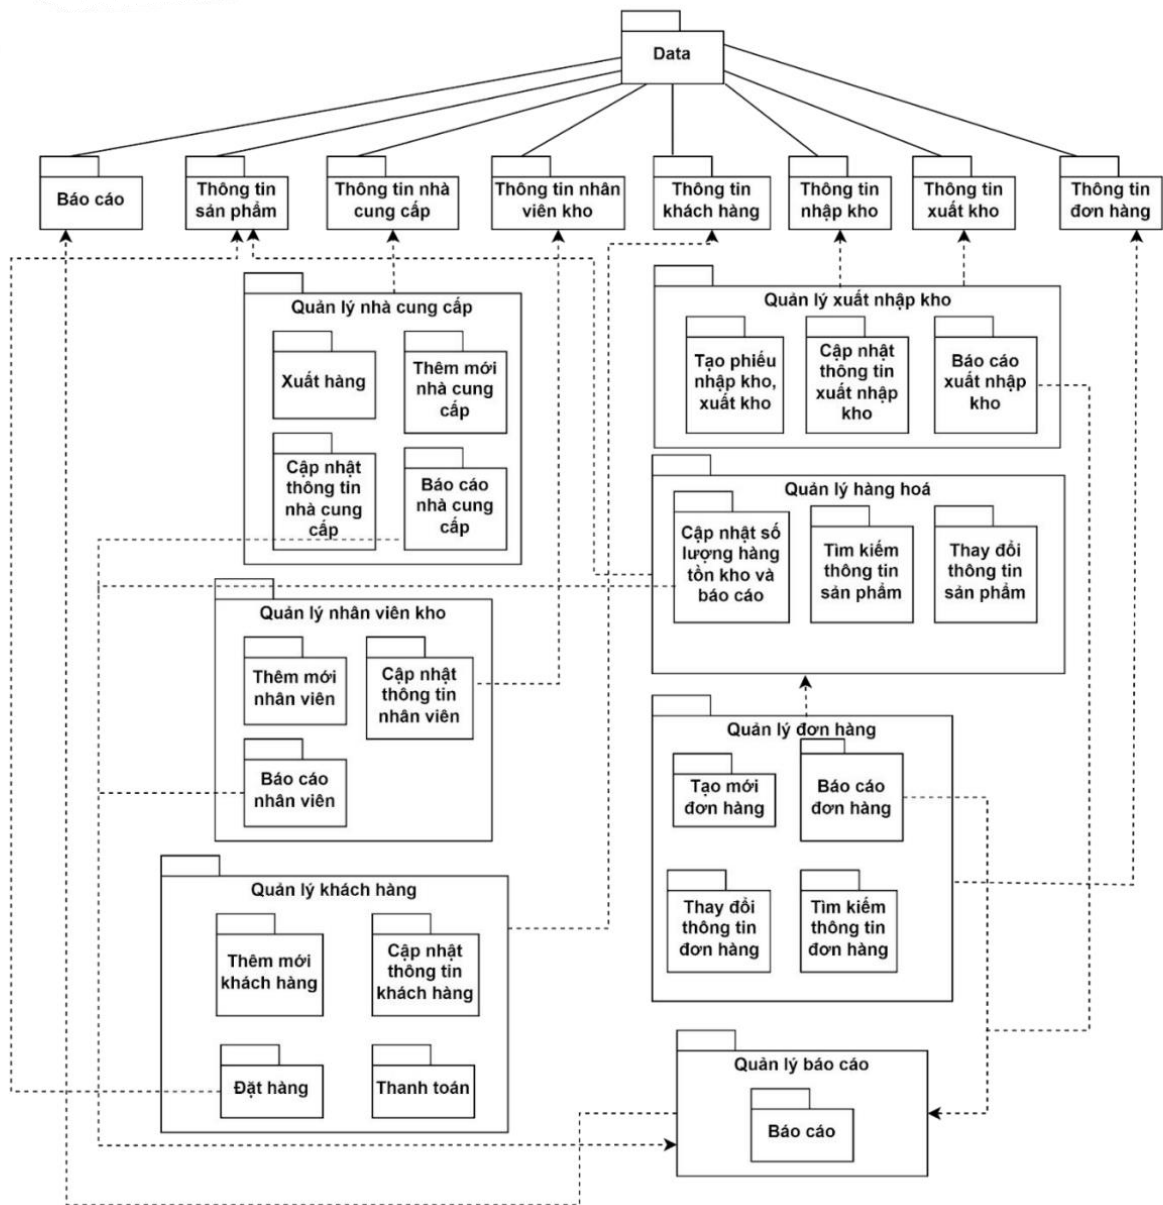 Data
Báo cáo
Thông tin
sản phẩm
Thông tin nhà
cung cấp
Thông tin nhân
viên kho
Thông tin
khách hàng
Thông tin
nhập kho
Thông tin
xuất kho
Thông tin
đơn hàng
Quản lý nhà cung cấp
Xuất hàng
Thêm mới
nhà cung
cấp
Cập nhật
thông tin
nhà cung
cấp
Báo cáo
nhà cung
cấp
Quản lý xuất nhập kho
Tạo phiếu
nhập kho,
xuất kho
Cập nhật
thông tin
xuất nhập
kho
Báo cáo
xuất nhập
kho
Quản lý hàng hoá
Cập nhật số
lượng hàng
tồn kho và
báo cáo
Tìm kiếm
thông tin
sản phẩm
Thay đổi
thông tin
sản phẩm
Quản lý nhân viên kho
Thêm mới
nhân viên
Cập nhật
thông tin
nhân viên
Báo cáo
nhân viên
Quản lý đơn hàng
Tạo mới
đơn hàng
Báo cáo
đơn hàng
Thay đổi
thông tin
đơn hàng
Tìm kiếm
thông tin
đơn hàng
Quản lý khách hàng
Thêm mới
khách hàng
Cập nhật
thông tin
khách hàng
Đặt hàng
Thanh toán
Quản lý báo cáo
Báo cáo